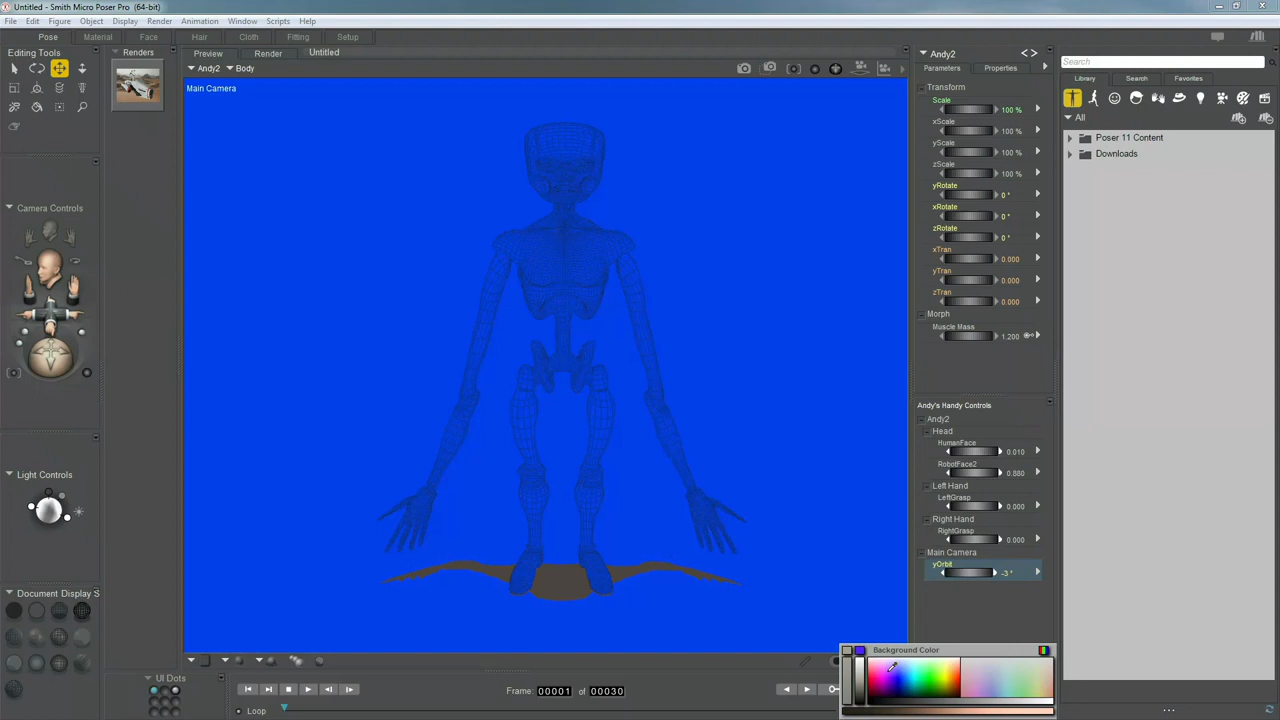 Untitled - Smith Micro Poser Pro (64-bit)
File Edit Figure Object Display Render Animation Window Scripts Help
Pose Material Face Hair Cloth Fitting Setup
Editing Tools
Renders
Preview Render Untitled
Andy2 Body
Main Camera
Camera Controls
Light Controls
Document Display S
UI Dots
Loop
Frame: 00001 of 00030
Andy2
Parameters Properties
Transform
Scale
100 %
xScale
100 %
yScale
100 %
zScale
100 %
yRotate
0 °
xRotate
0 °
zRotate
0 °
xTran
0.000
yTran
0.000
zTran
0.000
Morph
Muscle Mass
1.200
Andy's Handy Controls
Andy2
Head
HumanFace
0.010
RobotFace2
0.880
Left Hand
LeftGrasp
0.000
Right Hand
RightGrasp
0.000
Main Camera
yOrbit
-3 °
Background Color
Search
Library Search Favorites
All
Poser 11 Content
Downloads